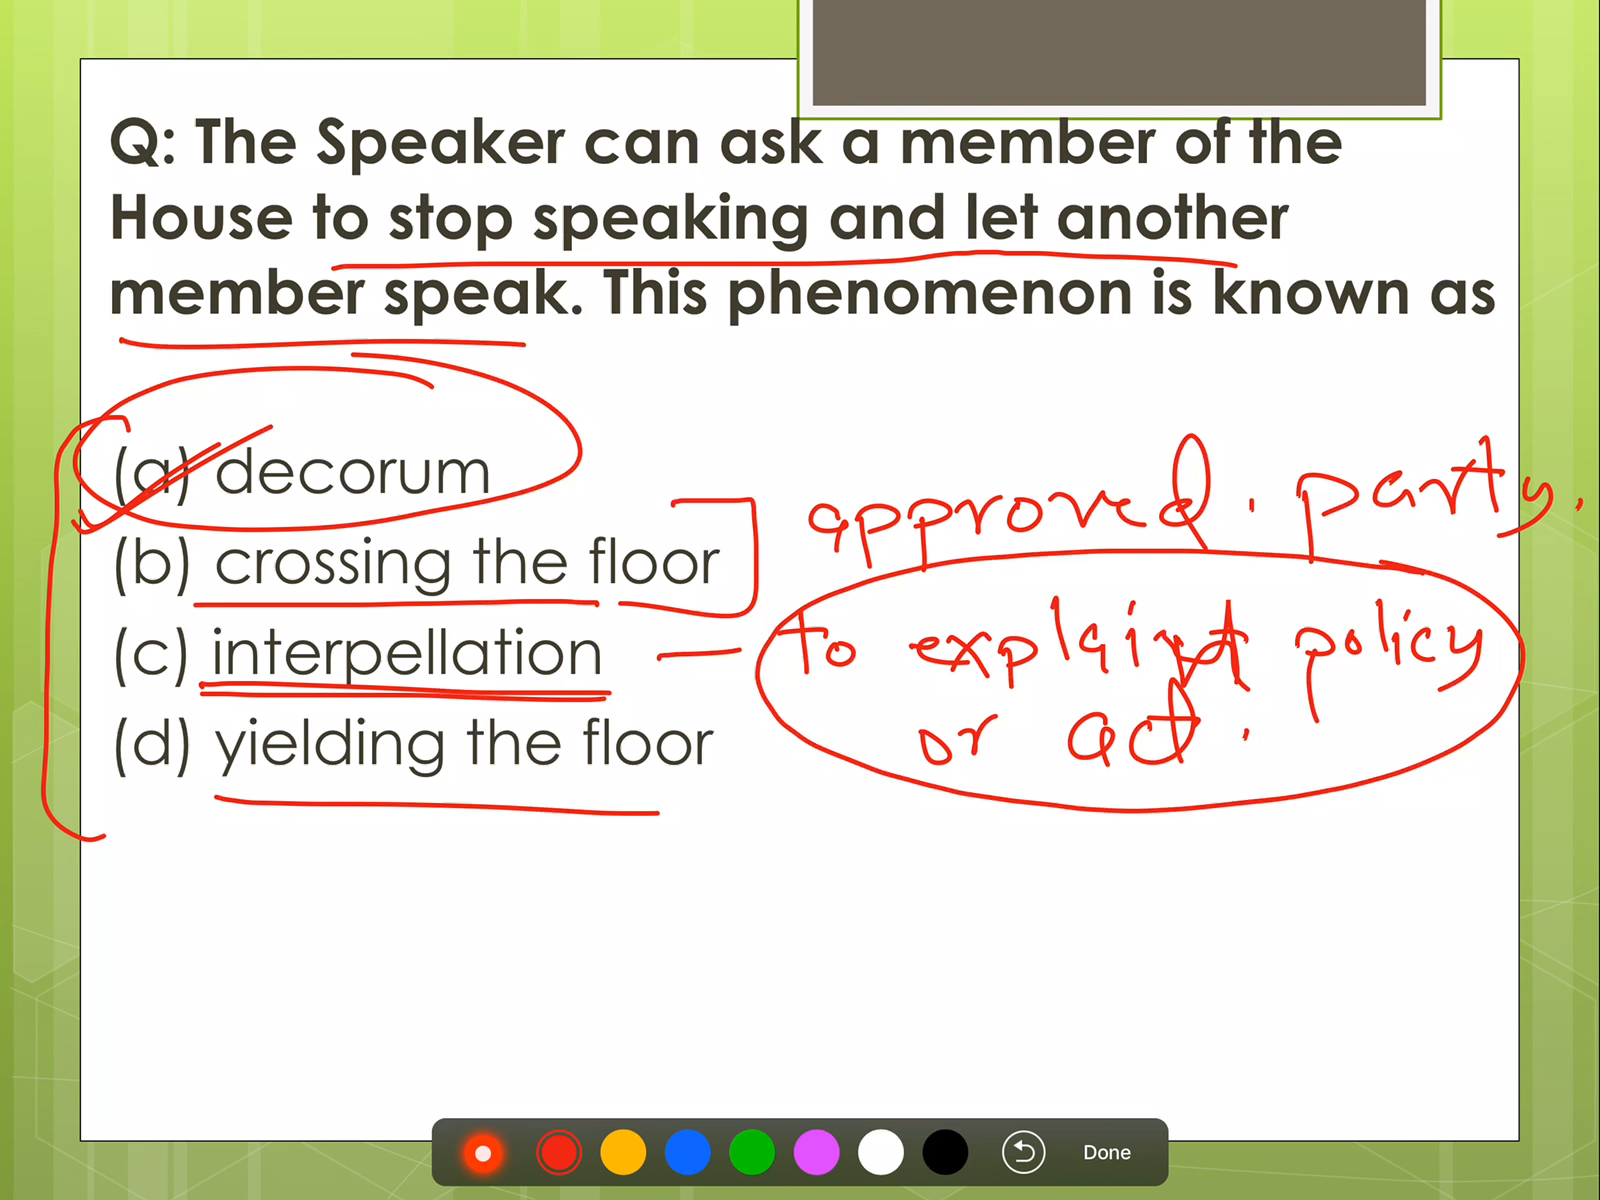 Q: The Speaker can ask a member of the
House to stop speaking and let another
member speak. This phenomenon is known as
(a) decorum
(b) crossing the floor
(c) interpellation
(d) yielding the floor
approved. party.
to explain policy
or act.
Done